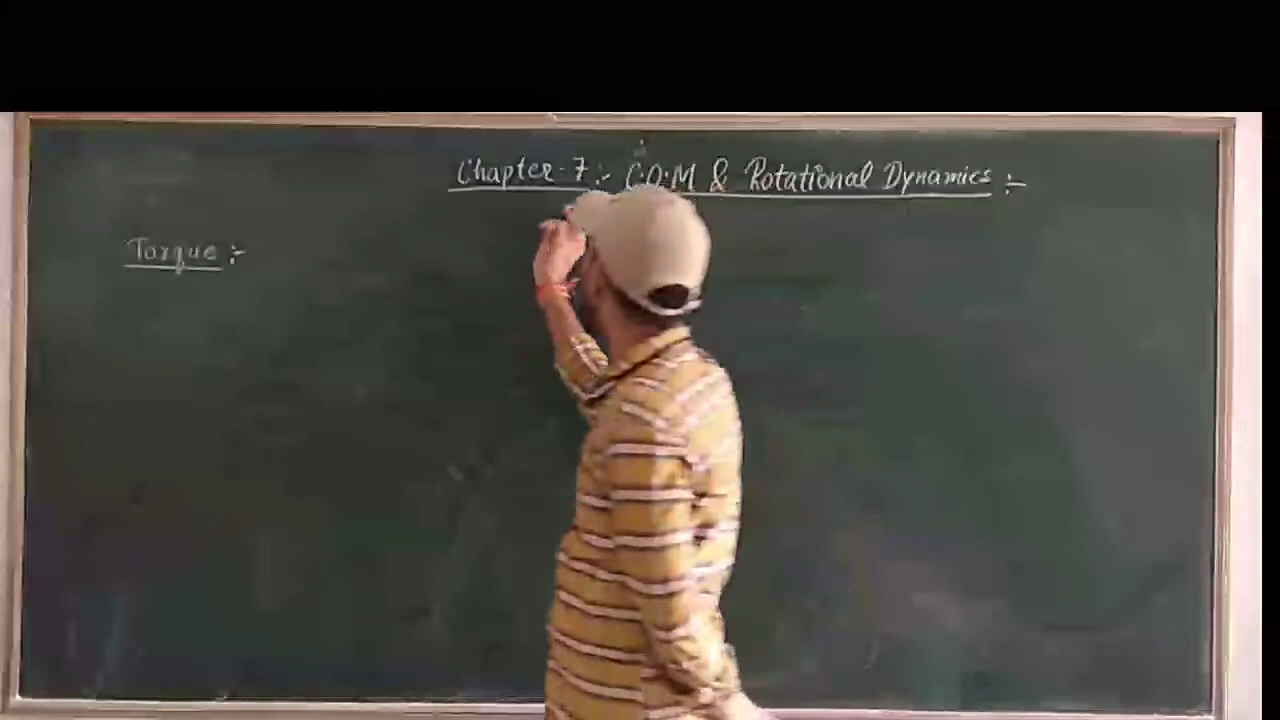 Chapter-7:- C.O.M & Rotational Dynamics :-
Torque :-